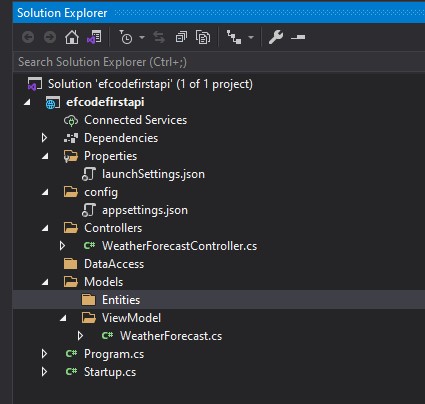 Solution Explorer
Search Solution Explorer (Ctrl+;)
Solution 'efcodefirstapi' (1 of 1 project)
efcodefirstapi
Connected Services
Dependencies
Properties
launchSettings.json
config
appsettings.json
Controllers
C# WeatherForecastController.cs
DataAccess
Models
Entities
ViewModel
C# WeatherForecast.cs
C# Program.cs
C# Startup.cs